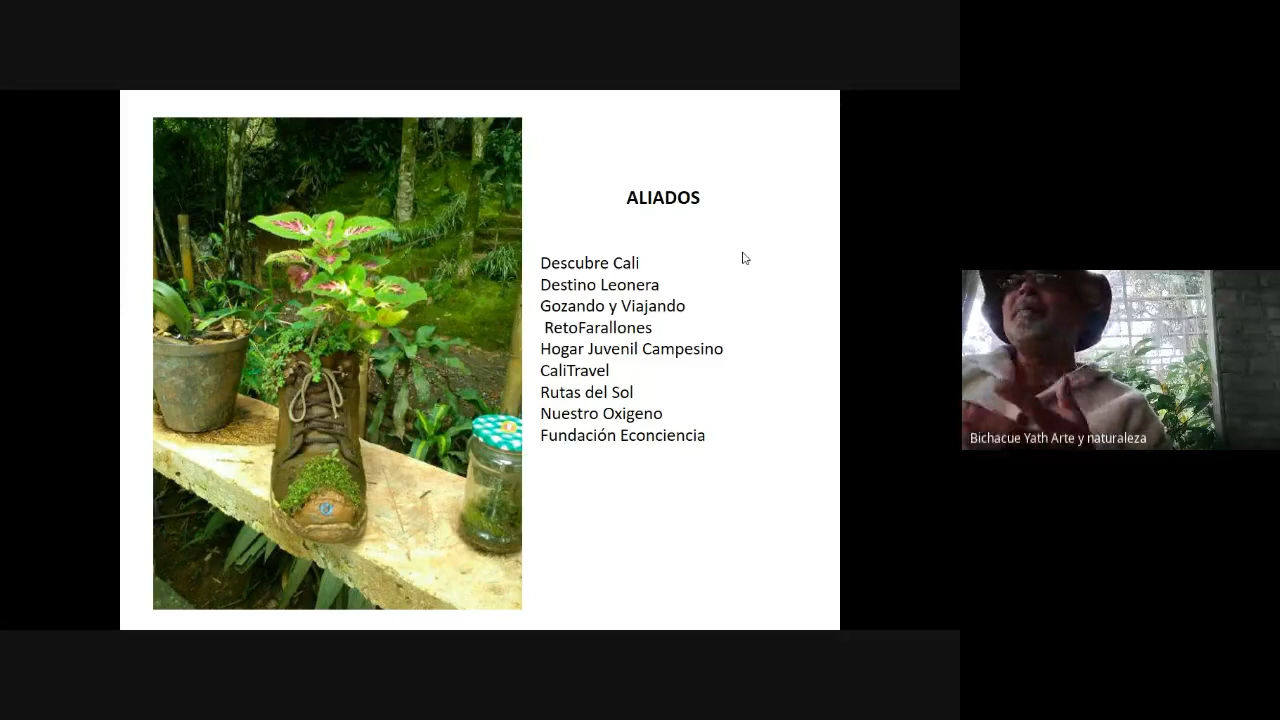 ALIADOS
Descubre Cali
Destino Leonera
Gozando y Viajando
RetoFarallones
Hogar Juvenil Campesino
CaliTravel
Rutas del Sol
Nuestro Oxigeno
Fundación Econciencia
Bichacue Yath Arte y naturaleza